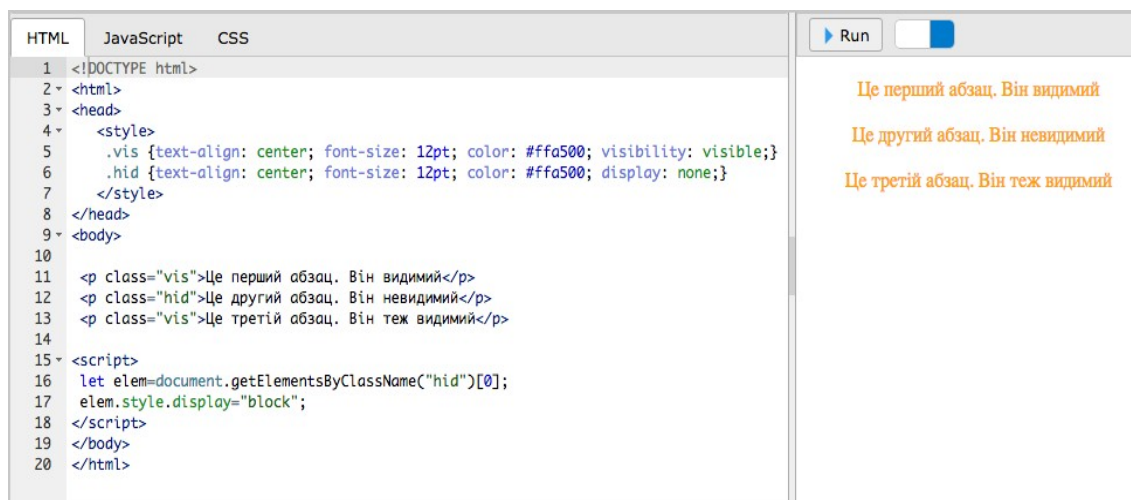 HTML JavaScript CSS
Run
1 <!DOCTYPE html>
2 <html>
3 <head>
4 <style>
5 .vis {text-align: center; font-size: 12pt; color: #ffa500; visibility: visible;}
6 .hid {text-align: center; font-size: 12pt; color: #ffa500; display: none;}
7 </style>
8 </head>
9 <body>
10
11 <p class="vis">Це перший абзац. Він видимий</p>
12 <p class="hid">Це другий абзац. Він невидимий</p>
13 <p class="vis">Це третій абзац. Він теж видимий</p>
14
15 <script>
16 let elem=document.getElementsByClassName("hid")[0];
17 elem.style.display="block";
18 </script>
19 </body>
20 </html>
Це перший абзац. Він видимий
Це другий абзац. Він невидимий
Це третій абзац. Він теж видимий